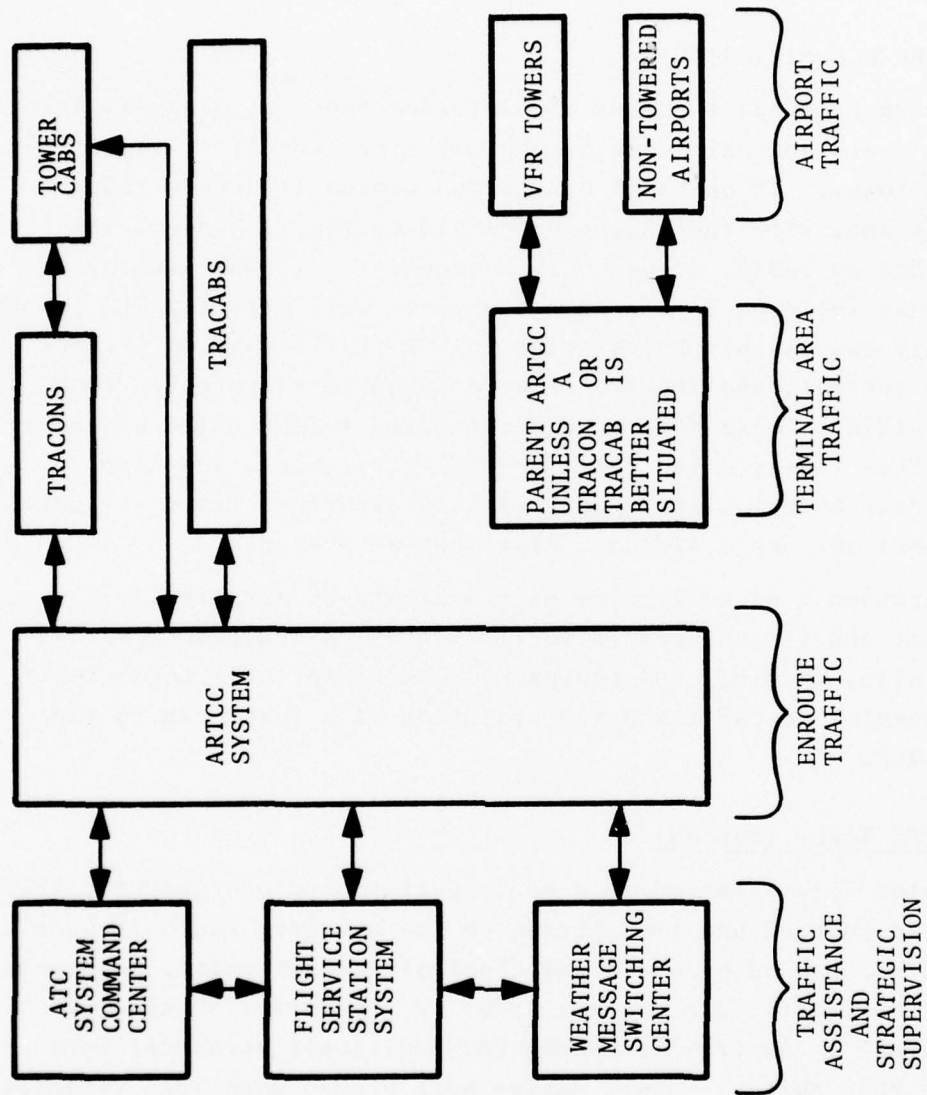 ATC
SYSTEM
COMMAND
CENTER
FLIGHT
SERVICE
STATION
SYSTEM
WEATHER
MESSAGE
SWITCHING
CENTER
TRAFFIC
ASSISTANCE
AND
STRATEGIC
SUPERVISION
ARTCC
SYSTEM
ENROUTE
TRAFFIC
TRACONS
TRACABS
PARENT ARTCC
UNLESS A
TRACON OR
TRACAB IS
BETTER
SITUATED
TERMINAL AREA
TRAFFIC
TOWER
CABS
VFR TOWERS
NON-TOWERED
AIRPORTS
AIRPORT
TRAFFIC